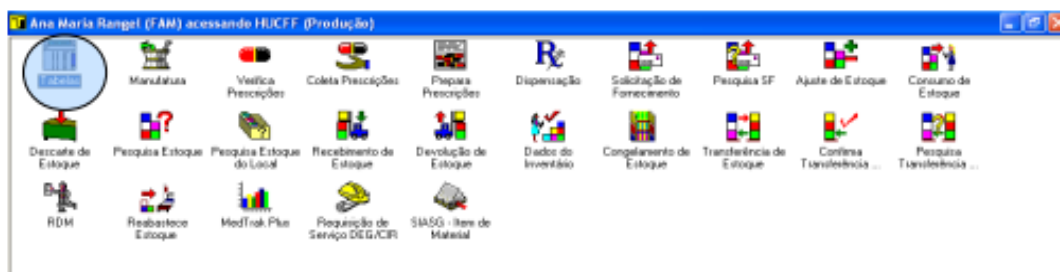 Ana Maria Rangel (FAM) acessando HUCFF (Produção)
Tabelas
Manufatura
Verifica
Prescrições
Coleta Prescrições
Prepara
Prescrições
Dispensação
Solicitação de
Fornecimento
Pesquisa SF
Ajuste de Estoque
Consumo de
Estoque
Descarte de
Estoque
Pesquisa Estoque
Pesquisa Estoque
do Local
Recebimento de
Estoque
Devolução de
Estoque
Dados do
Inventário
Congelamento de
Estoque
Transferência de
Estoque
Confirma
Transferência ...
Pesquisa
Transferência ...
RDM
Reabastece
Estoque
MedTrak Plus
Requisição de
Serviço DEG/CIR
SIASG - Item de
Material